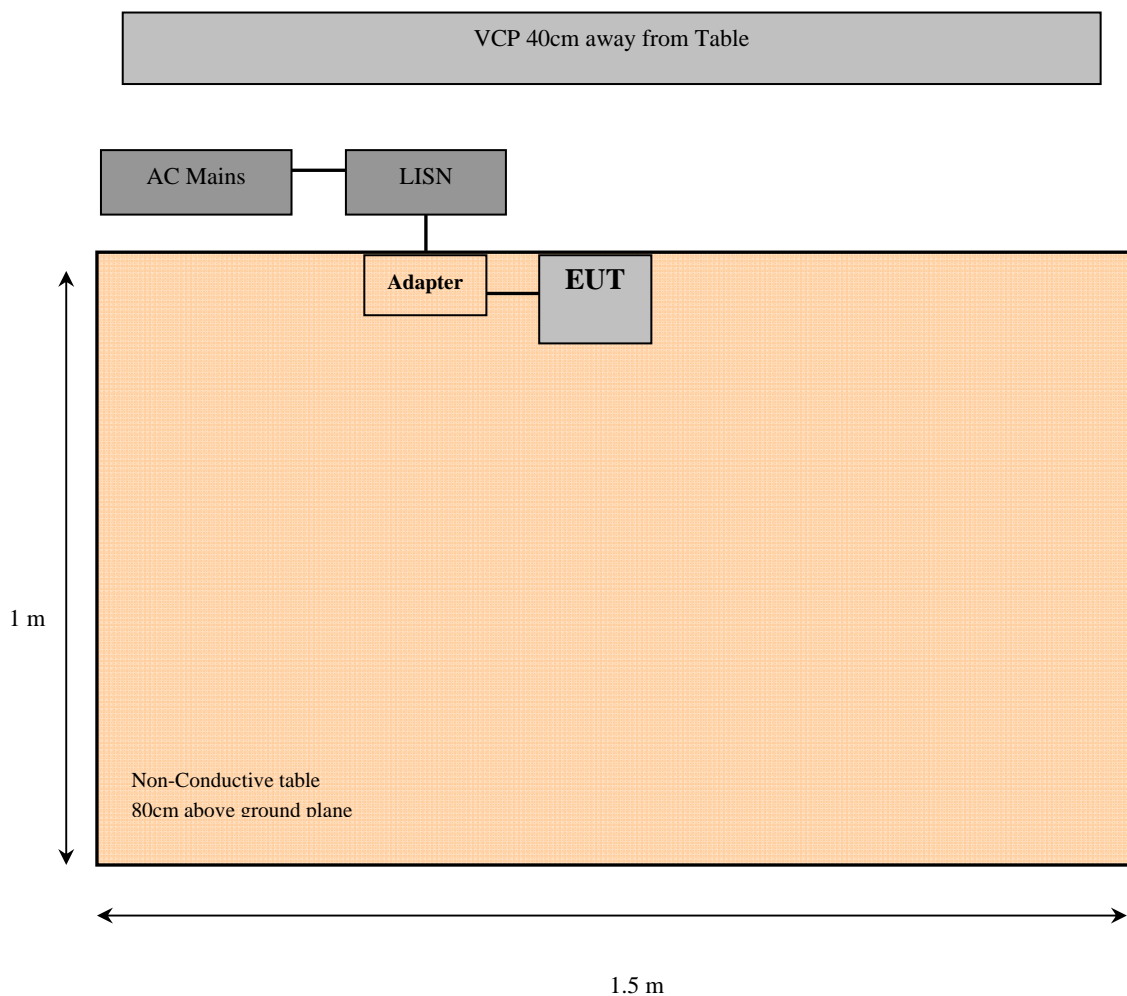 VCP 40cm away from Table
AC Mains
LISN
Adapter
EUT
1 m
Non-Conductive table
80cm above ground plane
1.5 m